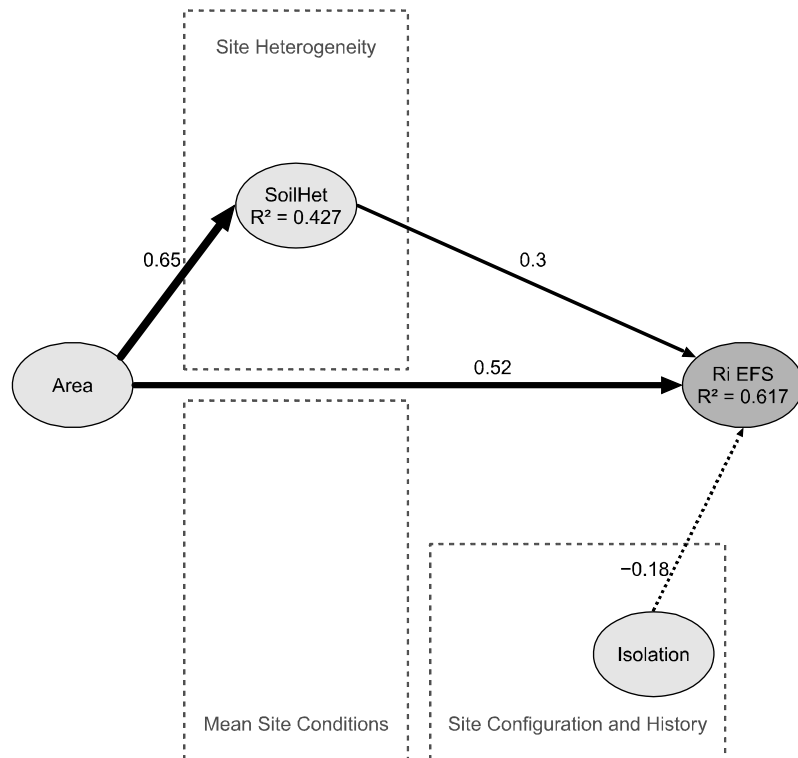 Site Heterogeneity
SoilHet
R² = 0.427
0.65
0.3
Area
0.52
Ri EFS
R² = 0.617
−0.18
Isolation
Mean Site Conditions
Site Configuration and History